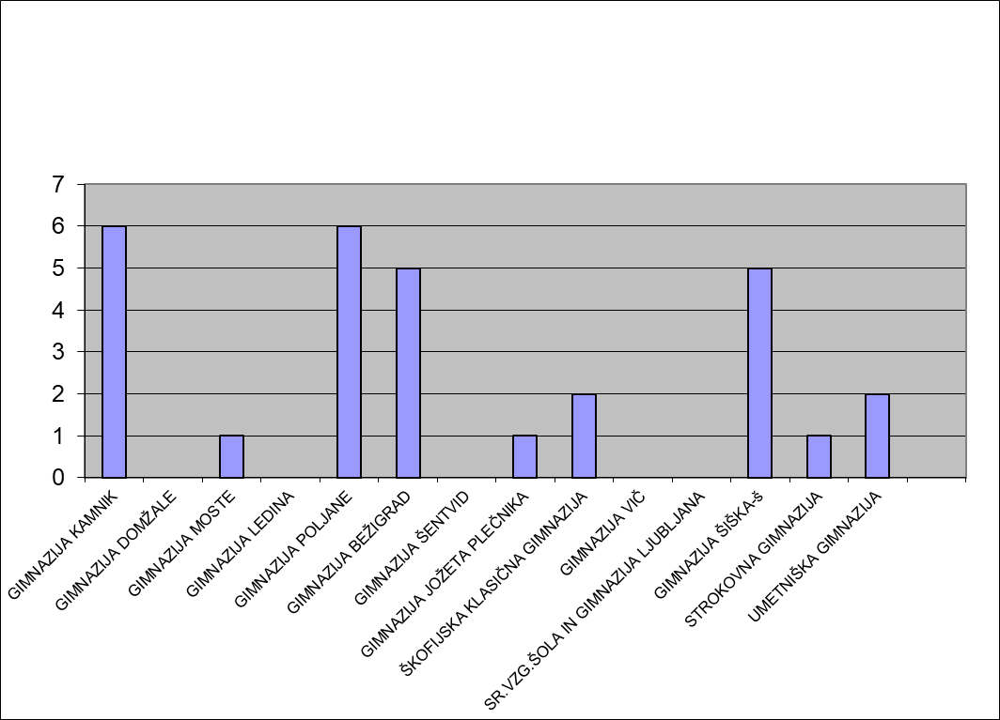 7
6
5
4
3
2
1
0
GIMNAZIJA KAMNIK
GIMNAZIJA DOMŽALE
GIMNAZIJA MOSTE
GIMNAZIJA LEDINA
GIMNAZIJA POLJANE
GIMNAZIJA BEŽIGRAD
GIMNAZIJA ŠENTVID
GIMNAZIJA JOŽETA PLEČNIKA
ŠKOFIJSKA KLASIČNA GIMNAZIJA
GIMNAZIJA VIČ
SR.VZG.ŠOLA IN GIMNAZIJA LJUBLJANA
GIMNAZIJA ŠIŠKA-š
STROKOVNA GIMNAZIJA
UMETNIŠKA GIMNAZIJA